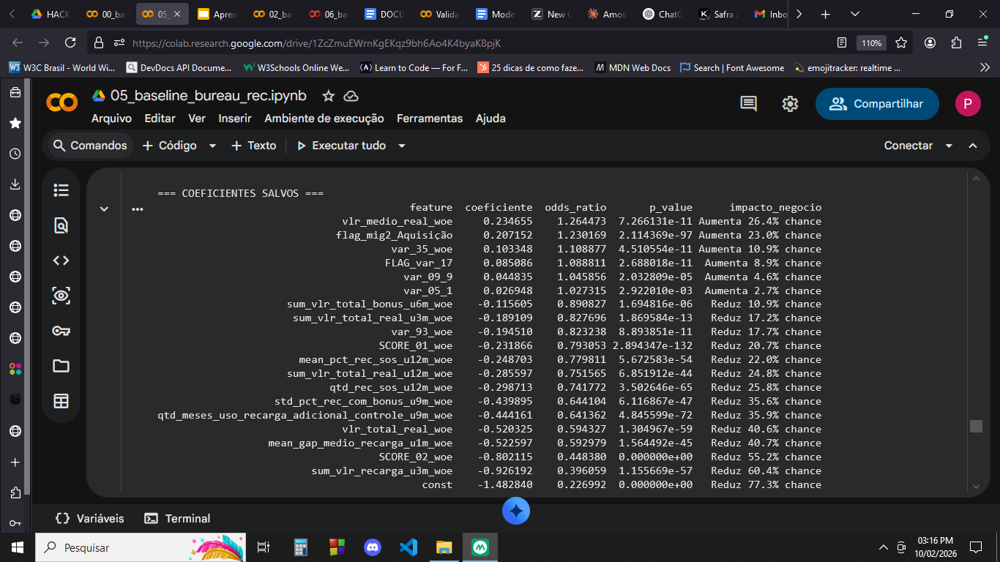 HACK
00_ba
05_
Aprese
02_ba
06_ba
DOCU
Valida
Mode
New C
Amos
ChatG
Safra J
Inbo
https://colab.research.google.com/drive/1ZcZmuEWrnKgEKqz9bh6Ao4K4byaK8pjK
110%
W3C Brasil - World Wi...
DevDocs API Docume...
W3Schools Online We...
Learn to Code — For F...
25 dicas de como faze...
MDN Web Docs
Search | Font Awesome
emojitracker: realtime ...
05_baseline_bureau_rec.ipynb
Arquivo Editar Ver Inserir Ambiente de execução Ferramentas Ajuda
Compartilhar
P
Comandos + Código + Texto Executar tudo Conectar
=== COEFICIENTES SALVOS ===
feature coeficiente odds_ratio p_value impacto_negocio
vlr_medio_real_woe 0.234655 1.264473 7.266131e-11 Aumenta 26.4% chance
flag_mig2_Aquisição 0.207152 1.230169 2.114369e-97 Aumenta 23.0% chance
var_35_woe 0.103348 1.108877 4.510554e-11 Aumenta 10.9% chance
FLAG_var_17 0.085086 1.088811 2.688018e-11 Aumenta 8.9% chance
var_09_9 0.044835 1.045856 2.032809e-05 Aumenta 4.6% chance
var_05_1 0.026948 1.027315 2.922010e-03 Aumenta 2.7% chance
sum_vlr_total_bonus_u6m_woe -0.115605 0.890827 1.694816e-06 Reduz 10.9% chance
sum_vlr_total_real_u3m_woe -0.189109 0.827696 1.869584e-13 Reduz 17.2% chance
var_93_woe -0.194510 0.823238 8.893851e-11 Reduz 17.7% chance
SCORE_01_woe -0.231866 0.793053 2.894347e-132 Reduz 20.7% chance
mean_pct_rec_sos_u12m_woe -0.248703 0.779811 5.672583e-54 Reduz 22.0% chance
sum_vlr_total_real_u12m_woe -0.285597 0.751565 6.851912e-44 Reduz 24.8% chance
qtd_rec_sos_u12m_woe -0.298713 0.741772 3.502646e-65 Reduz 25.8% chance
std_pct_rec_com_bonus_u9m_woe -0.439895 0.644104 6.116867e-47 Reduz 35.6% chance
qtd_meses_uso_recarga_adicional_controle_u9m_woe -0.444161 0.641362 4.845599e-72 Reduz 35.9% chance
vlr_total_real_woe -0.520325 0.594327 1.304967e-59 Reduz 40.6% chance
mean_gap_medio_recarga_u1m_woe -0.522597 0.592979 1.564492e-45 Reduz 40.7% chance
SCORE_02_woe -0.802115 0.448380 0.000000e+00 Reduz 55.2% chance
sum_vlr_recarga_u3m_woe -0.926192 0.396059 1.155669e-57 Reduz 60.4% chance
const -1.482840 0.226992 0.000000e+00 Reduz 77.3% chance
Variáveis Terminal
Pesquisar
03:16 PM
10/02/2026